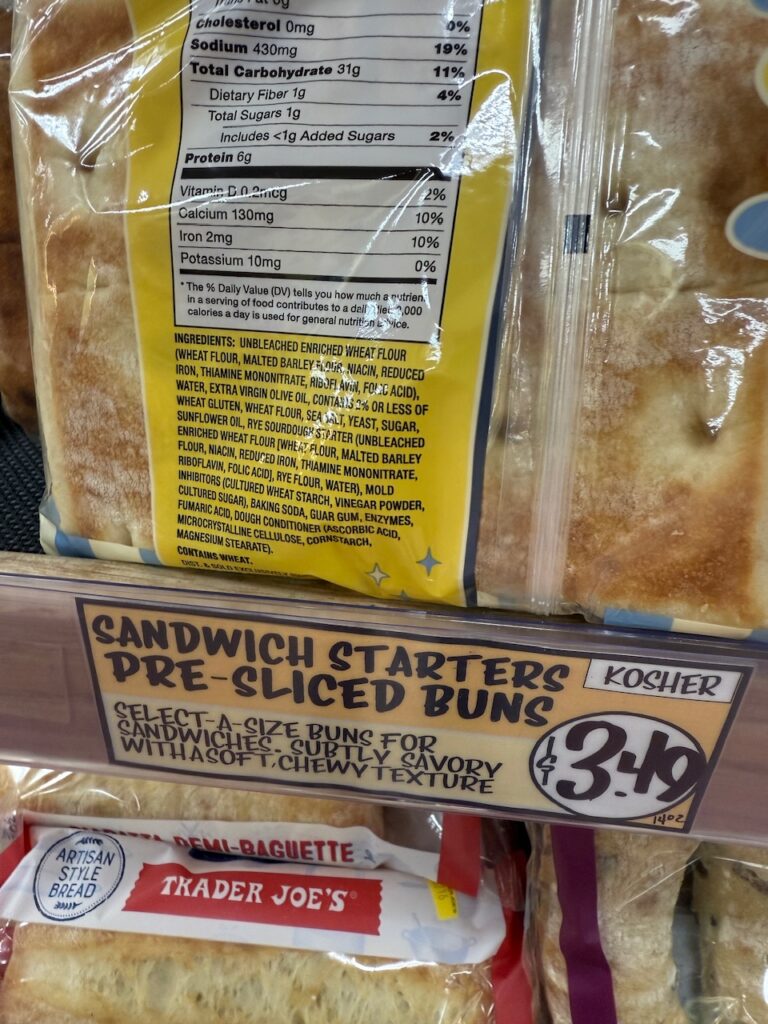 Cholesterol 0mg 0%
Sodium 430mg 19%
Total Carbohydrate 31g 11%
Dietary Fiber 1g 4%
Total Sugars 1g
Includes <1g Added Sugars 2%
Protein 6g
Vitamin D 0.2mcg 2%
Calcium 130mg 10%
Iron 2mg 10%
Potassium 10mg 0%
* The % Daily Value (DV) tells you how much a nutrient
in a serving of food contributes to a daily diet. 2,000
calories a day is used for general nutrition advice.
INGREDIENTS: UNBLEACHED ENRICHED WHEAT FLOUR
(WHEAT FLOUR, MALTED BARLEY FLOUR, NIACIN, REDUCED
IRON, THIAMINE MONONITRATE, RIBOFLAVIN, FOLIC ACID),
WATER, EXTRA VIRGIN OLIVE OIL, CONTAINS 2% OR LESS OF
WHEAT GLUTEN, WHEAT FLOUR, SEA SALT, YEAST, SUGAR,
SUNFLOWER OIL, RYE SOURDOUGH STARTER (UNBLEACHED
ENRICHED WHEAT FLOUR [WHEAT FLOUR, MALTED BARLEY
FLOUR, NIACIN, REDUCED IRON, THIAMINE MONONITRATE,
RIBOFLAVIN, FOLIC ACID], RYE FLOUR, WATER), MOLD
INHIBITORS (CULTURED WHEAT STARCH, VINEGAR POWDER,
CULTURED SUGAR), BAKING SODA, GUAR GUM, ENZYMES,
FUMARIC ACID, DOUGH CONDITIONER (ASCORBIC ACID,
MICROCRYSTALLINE CELLULOSE, CORNSTARCH,
MAGNESIUM STEARATE).
CONTAINS WHEAT.
DIST. & SOLD EXCLUSIVELY
SANDWICH STARTERS
PRE-SLICED BUNS
KOSHER
SELECT-A-SIZE BUNS FOR
SANDWICHES. SUBTLY SAVORY
WITH A SOFT, CHEWY TEXTURE
$3.49
14oz
DEMI-BAGUETTE
ARTISAN
STYLE
BREAD
TRADER JOE'S